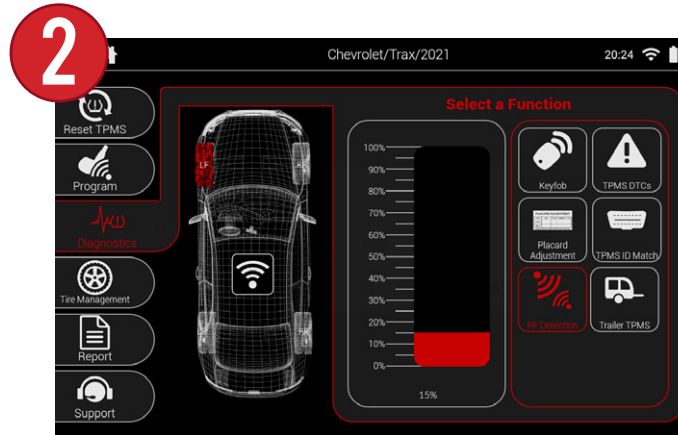 2
Chevrolet/Trax/2021
20:24
Reset TPMS
Program
Diagnostics
Tire Management
Report
Support
LF
Select a Function
100%
90%
80%
70%
60%
50%
40%
30%
20%
10%
0%
15%
Keyfob
TPMS DTCs
PLACARD ADJUSTMENT
Placard
Adjustment
TPMS ID Match
RF Detection
Trailer TPMS